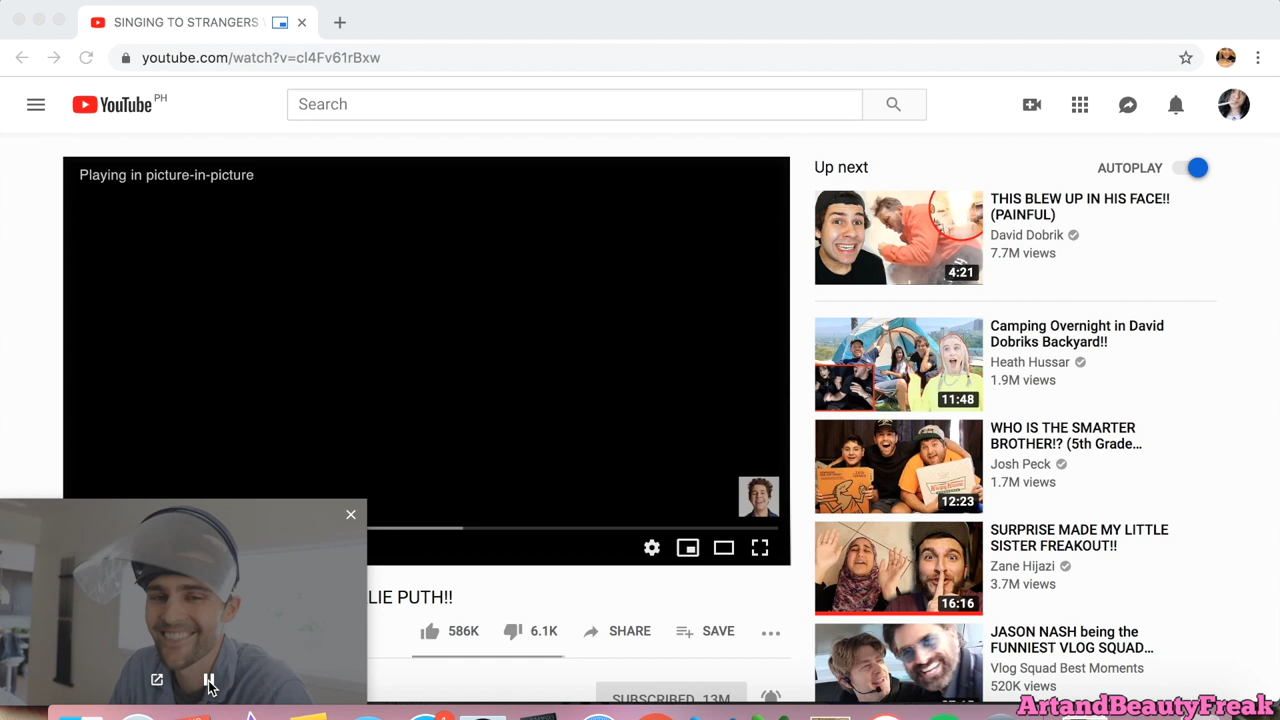 SINGING TO STRANGERS
youtube.com/watch?v=cl4Fv61rBxw
YouTube PH
Search
Playing in picture-in-picture
LIE PUTH!!
586K 6.1K SHARE SAVE
SUBSCRIBED 13M
Up next
AUTOPLAY
THIS BLEW UP IN HIS FACE!!
(PAINFUL)
David Dobrik
7.7M views
4:21
Camping Overnight in David
Dobriks Backyard!!
Heath Hussar
1.9M views
11:48
WHO IS THE SMARTER
BROTHER!? (5th Grade...
Josh Peck
1.7M views
12:23
SURPRISE MADE MY LITTLE
SISTER FREAKOUT!!
Zane Hijazi
3.7M views
16:16
JASON NASH being the
FUNNIEST VLOG SQUAD...
Vlog Squad Best Moments
520K views
ArtandBeautyFreak